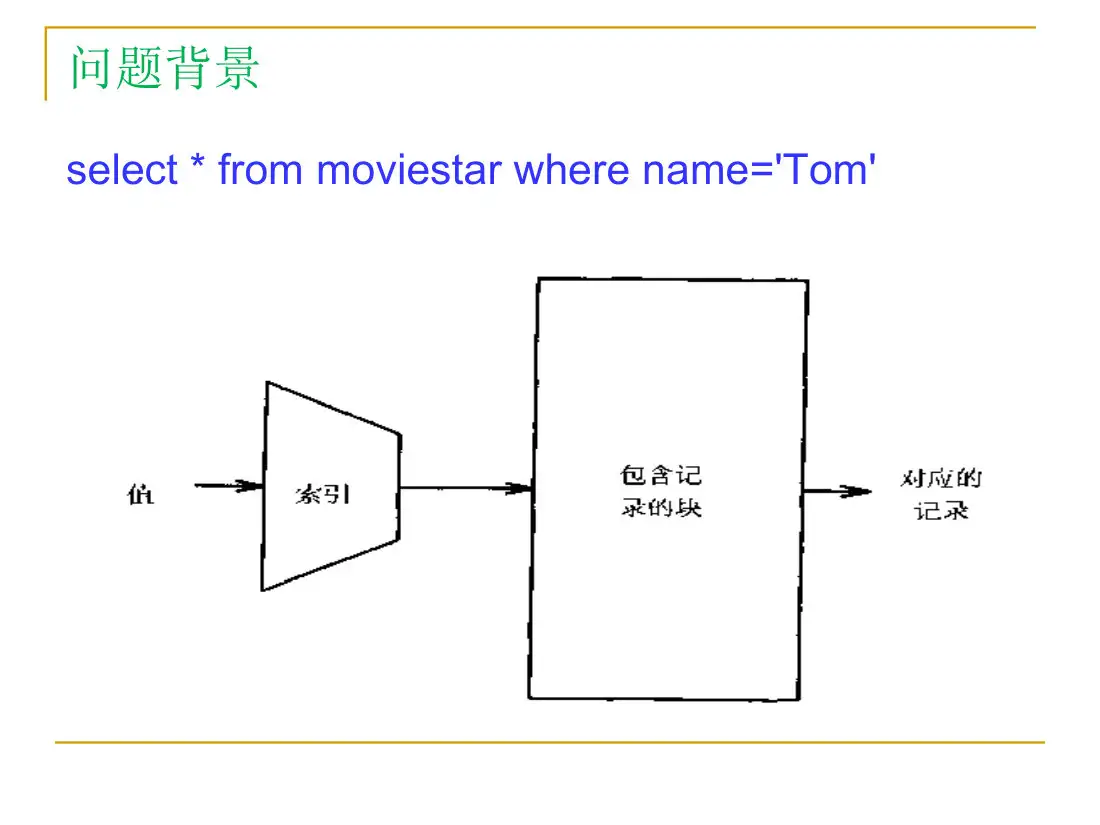 问题背景
select * from moviestar where name='Tom'
值
索引
包含记
录的块
对应的
记录